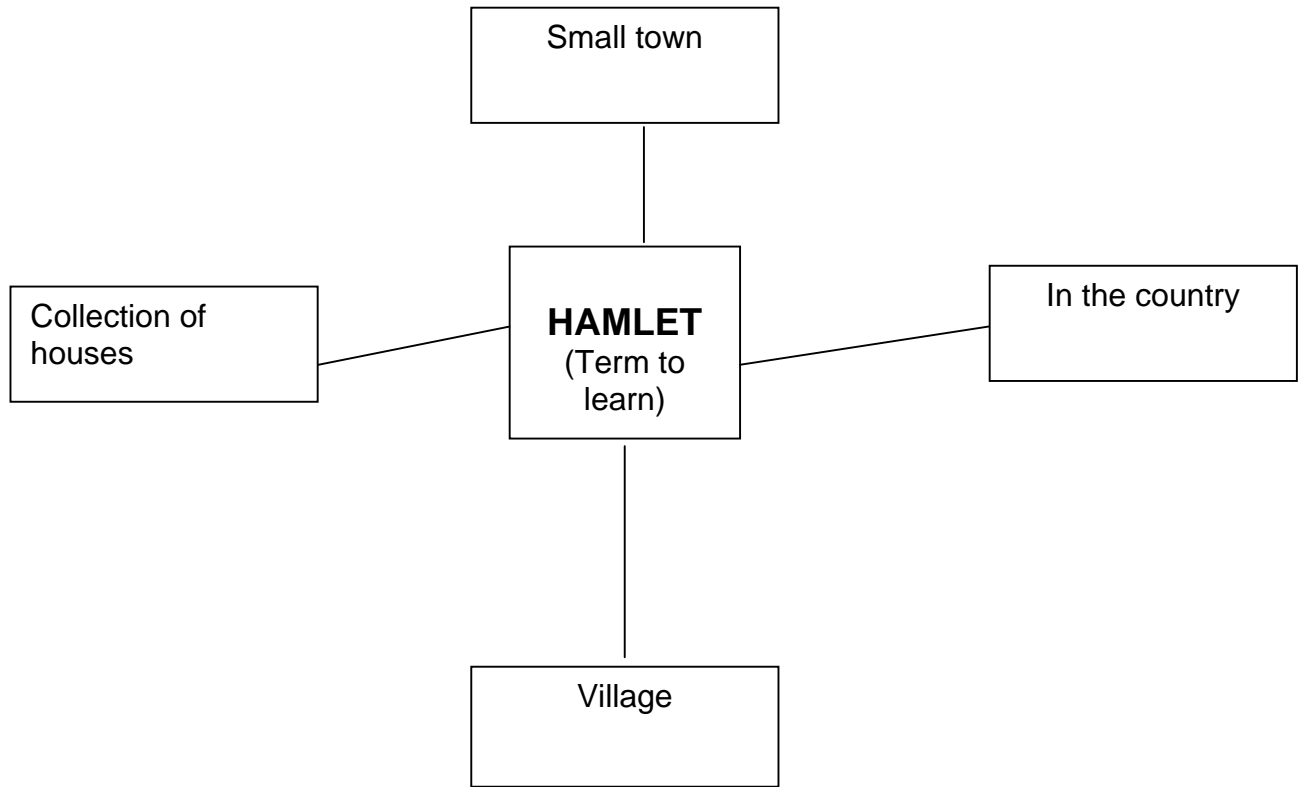 Small town
Collection of
houses
HAMLET
(Term to
learn)
In the country
Village